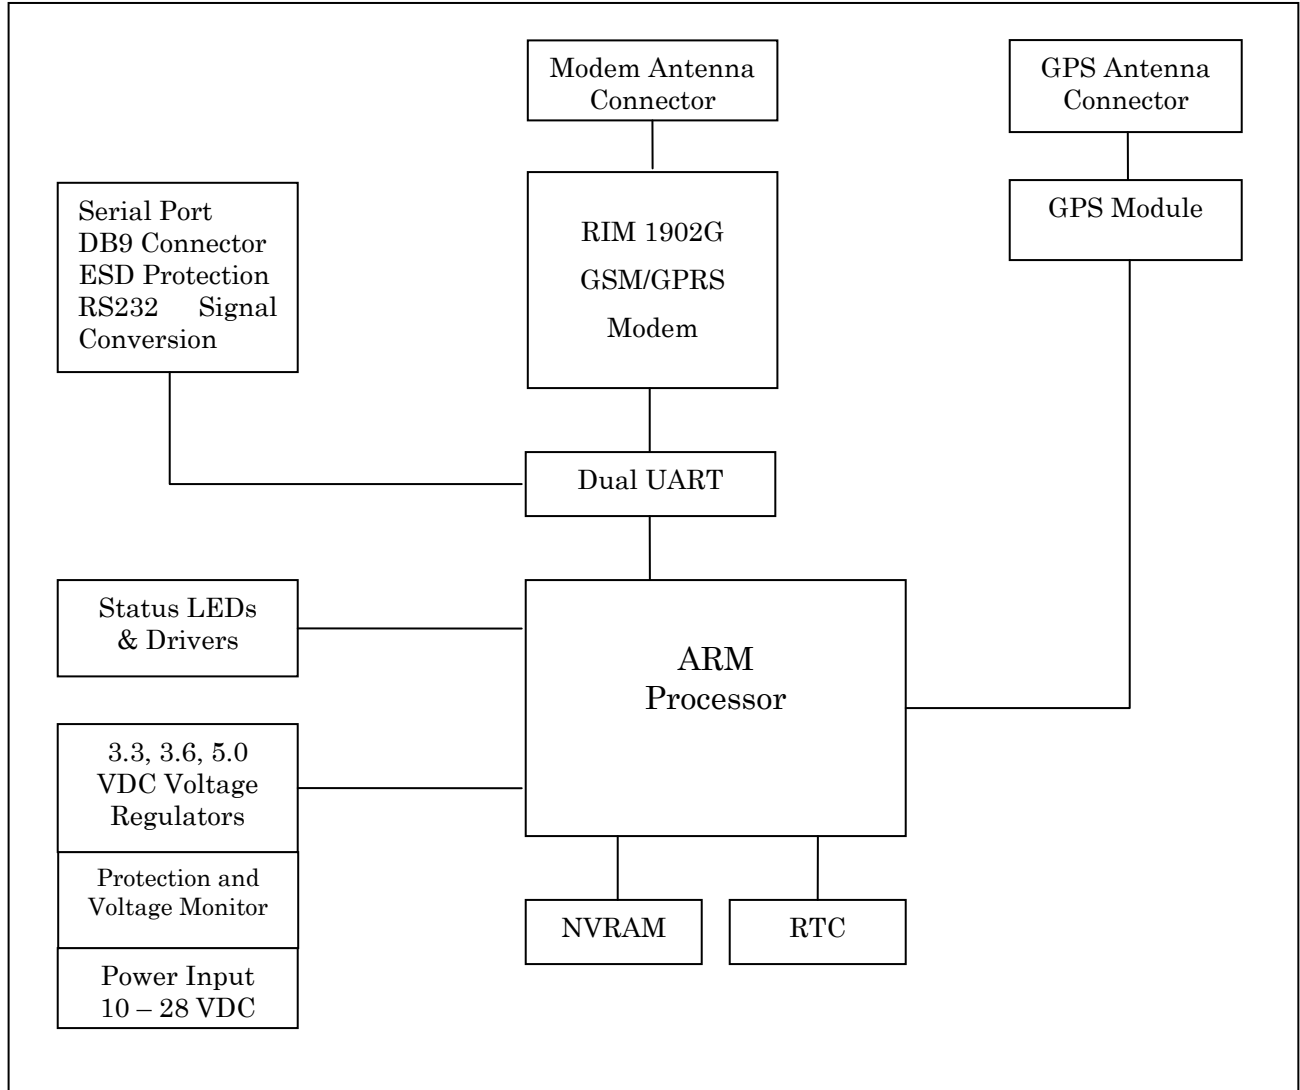 Modem Antenna
Connector
GPS Antenna
Connector
Serial Port
DB9 Connector
ESD Protection
RS232 Signal
Conversion
RIM 1902G
GSM/GPRS
Modem
GPS Module
Dual UART
Status LEDs
& Drivers
ARM
Processor
3.3, 3.6, 5.0
VDC Voltage
Regulators
Protection and
Voltage Monitor
Power Input
10 – 28 VDC
NVRAM
RTC